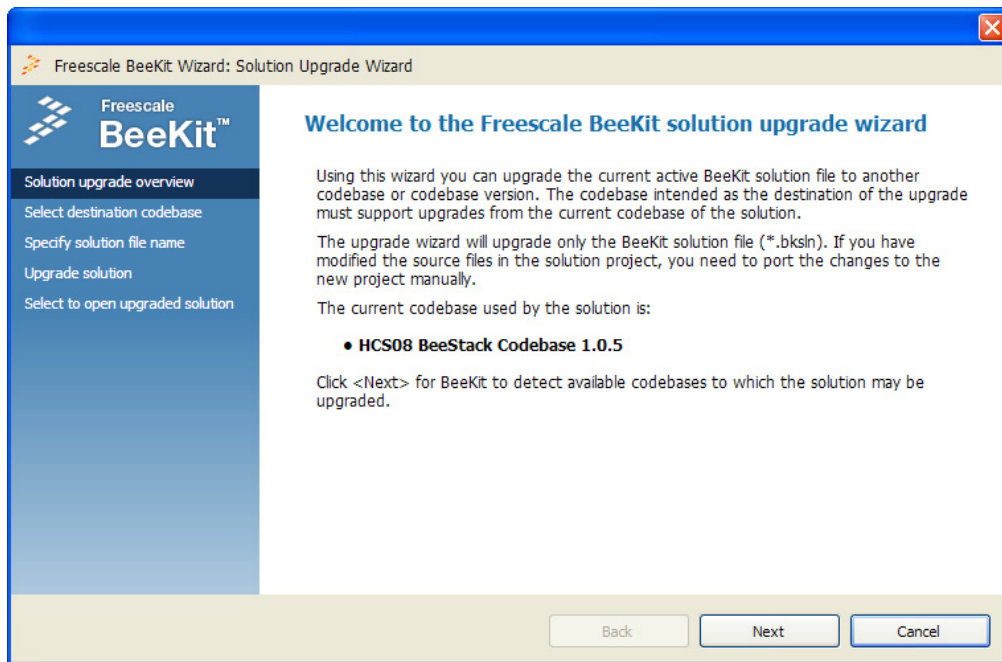 Freescale BeeKit Wizard: Solution Upgrade Wizard
Freescale
BeeKit™
Solution upgrade overview
Select destination codebase
Specify solution file name
Upgrade solution
Select to open upgraded solution
Welcome to the Freescale BeeKit solution upgrade wizard
Using this wizard you can upgrade the current active BeeKit solution file to another
codebase or codebase version. The codebase intended as the destination of the upgrade
must support upgrades from the current codebase of the solution.
The upgrade wizard will upgrade only the BeeKit solution file (*.bksln). If you have
modified the source files in the solution project, you need to port the changes to the
new project manually.
The current codebase used by the solution is:
• HCS08 BeeStack Codebase 1.0.5
Click <Next> for BeeKit to detect available codebases to which the solution may be
upgraded.
Back Next Cancel